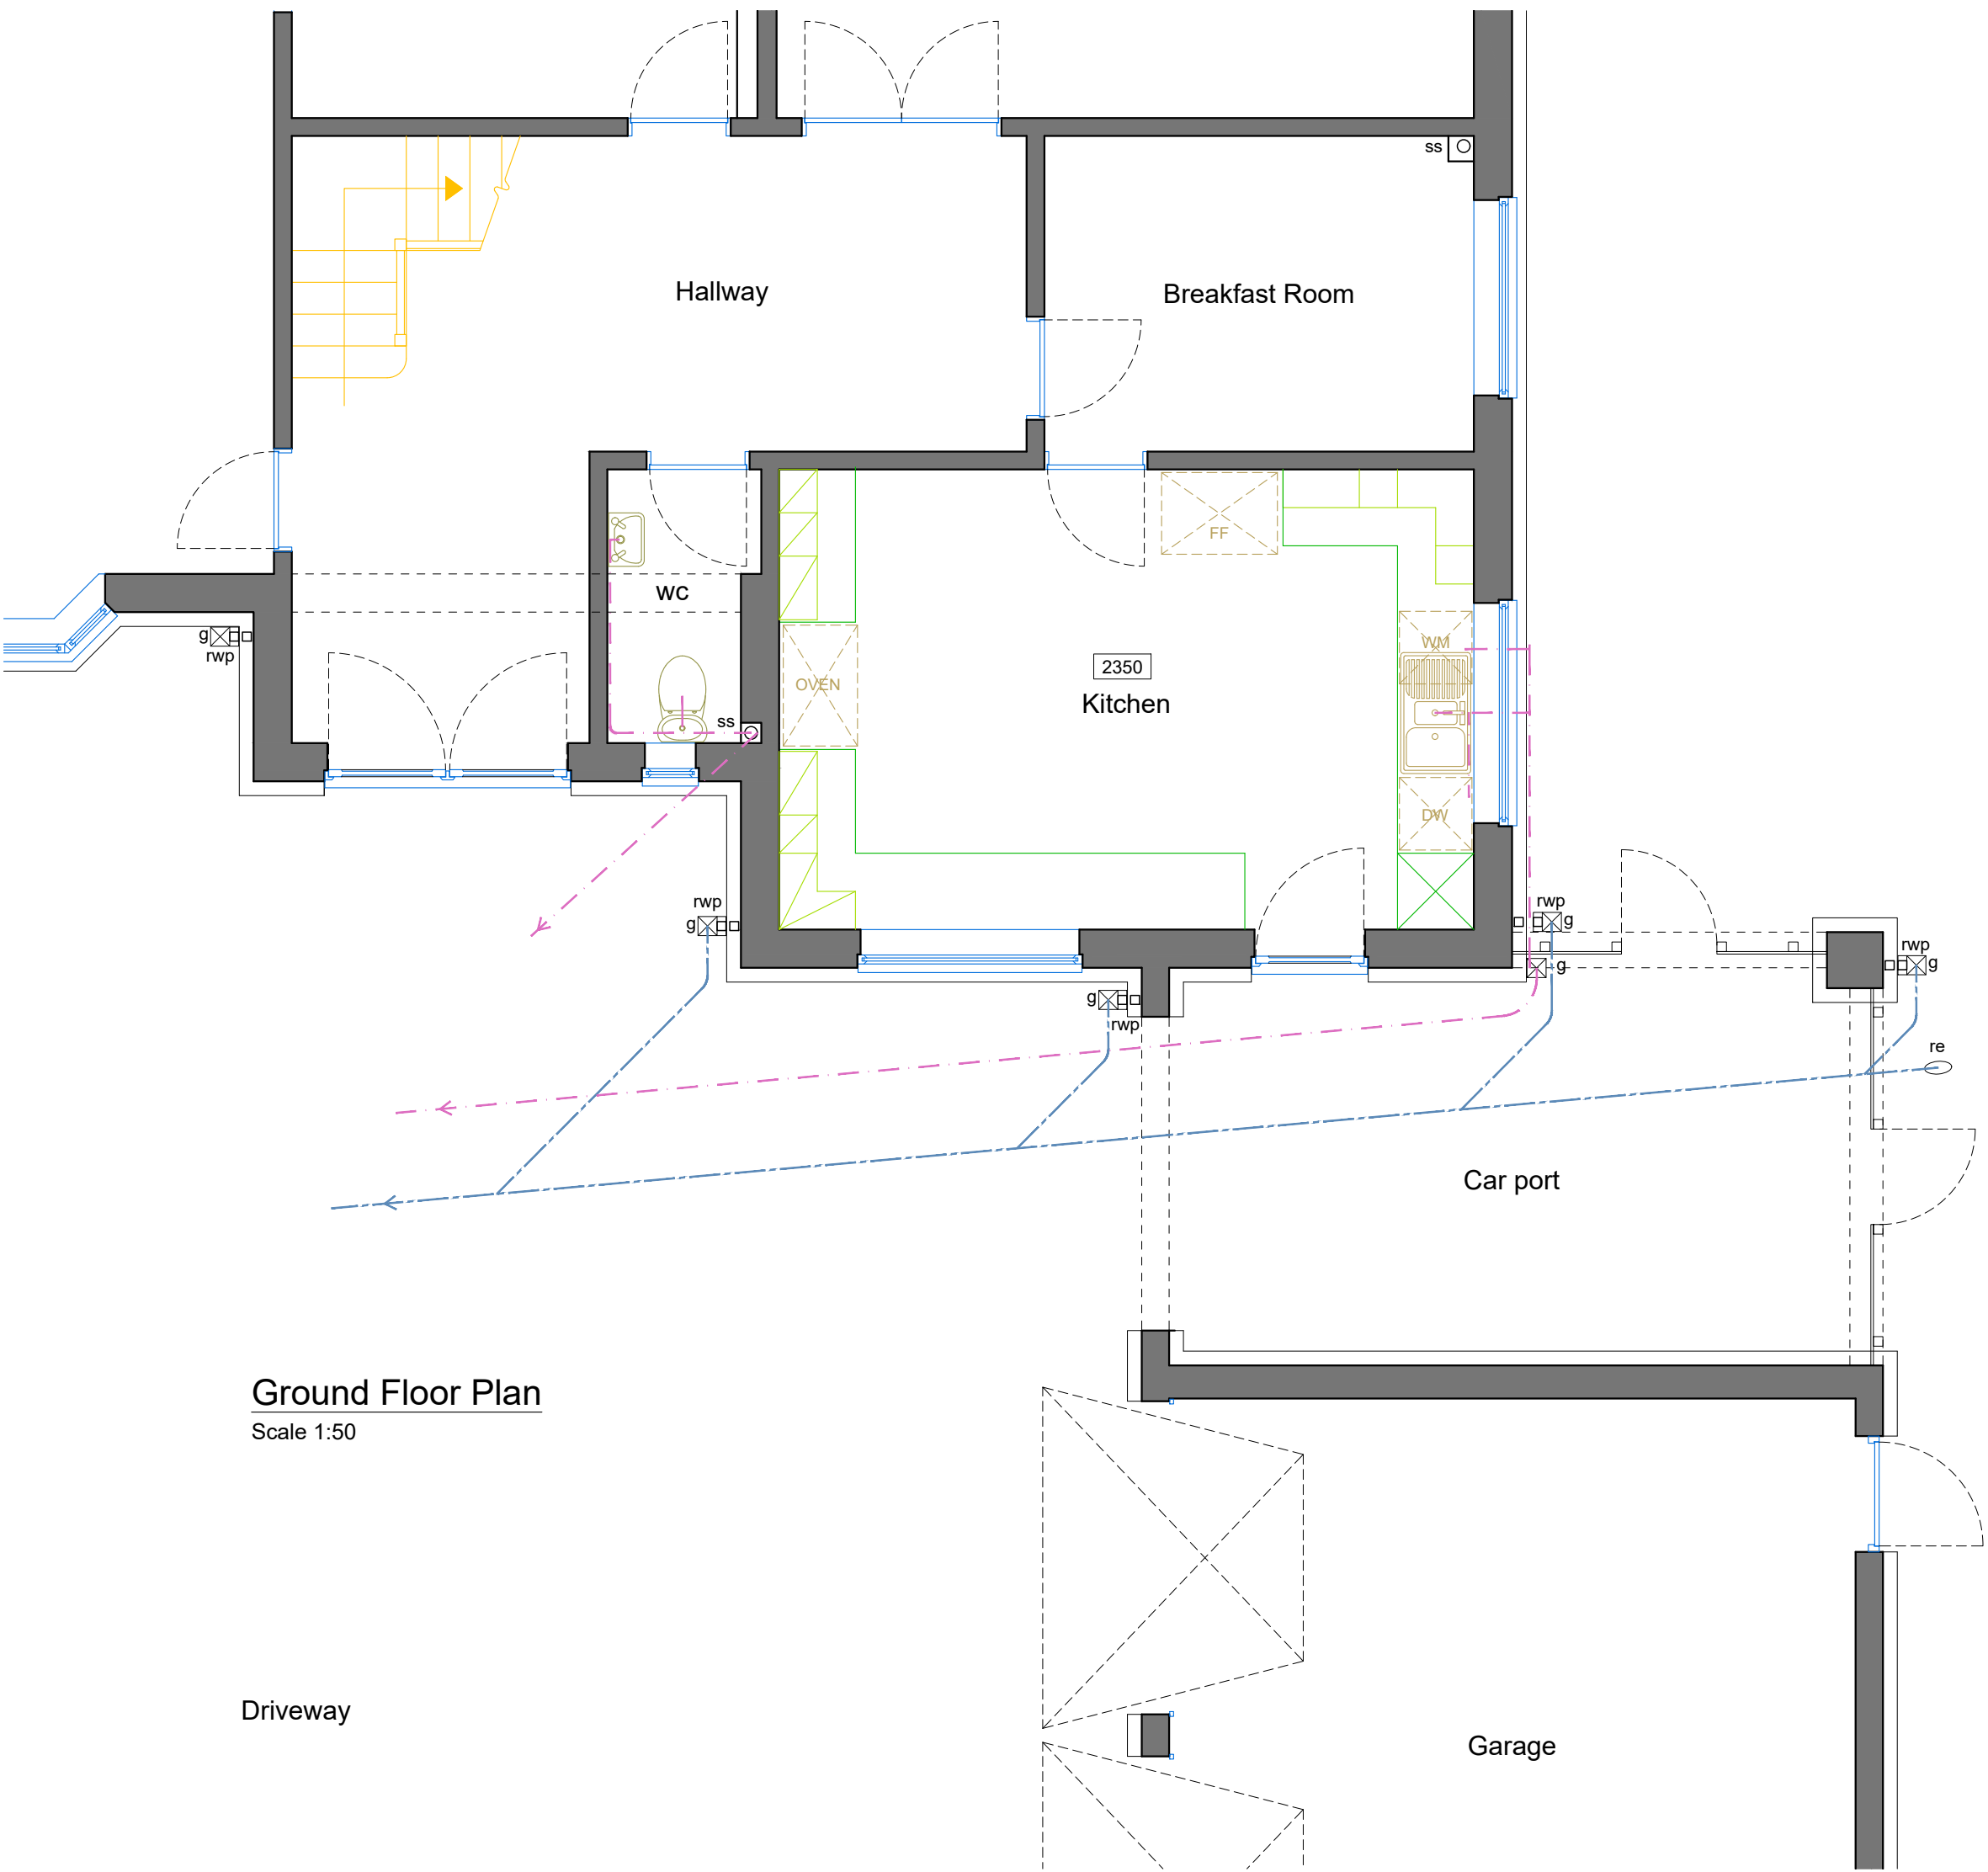 ss
Hallway
Breakfast Room
FF
wc
g
rwp
WM
2350
OVEN
Kitchen
ss
DW
rwp
g
rwp
g
rwp
g
g
g
rwp
re
Car port
Ground Floor Plan
Scale 1:50
Driveway
Garage